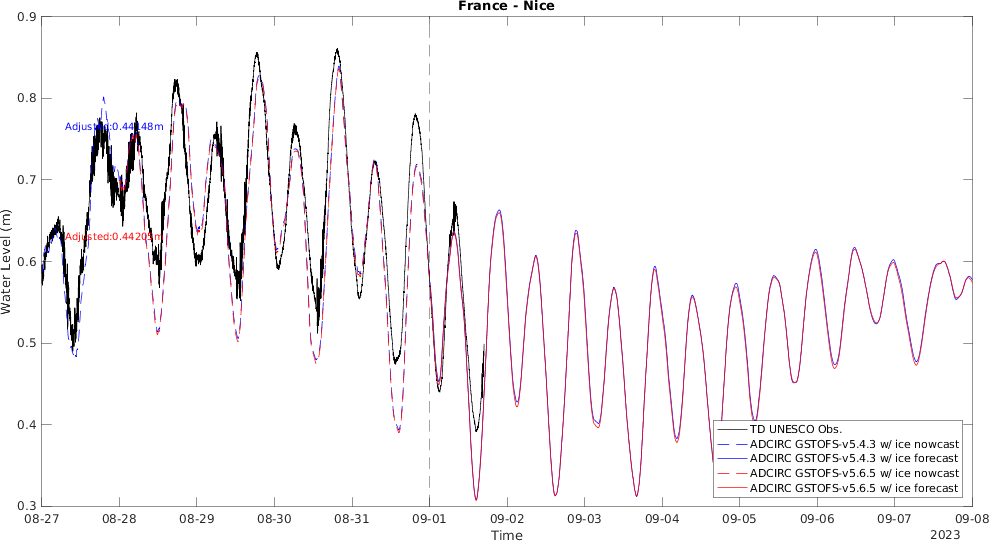 France - Nice
0.9
0.8
0.7
0.6
0.5
0.4
0.3
Water Level (m)
Adjusted:0.44148m
Adjusted:0.44205m
TD UNESCO Obs.
ADCIRC GSTOFS-v5.4.3 w/ ice nowcast
ADCIRC GSTOFS-v5.4.3 w/ ice forecast
ADCIRC GSTOFS-v5.6.5 w/ ice nowcast
ADCIRC GSTOFS-v5.6.5 w/ ice forecast
08-27 08-28 08-29 08-30 08-31 09-01 09-02 09-03 09-04 09-05 09-06 09-07 09-08
Time
2023